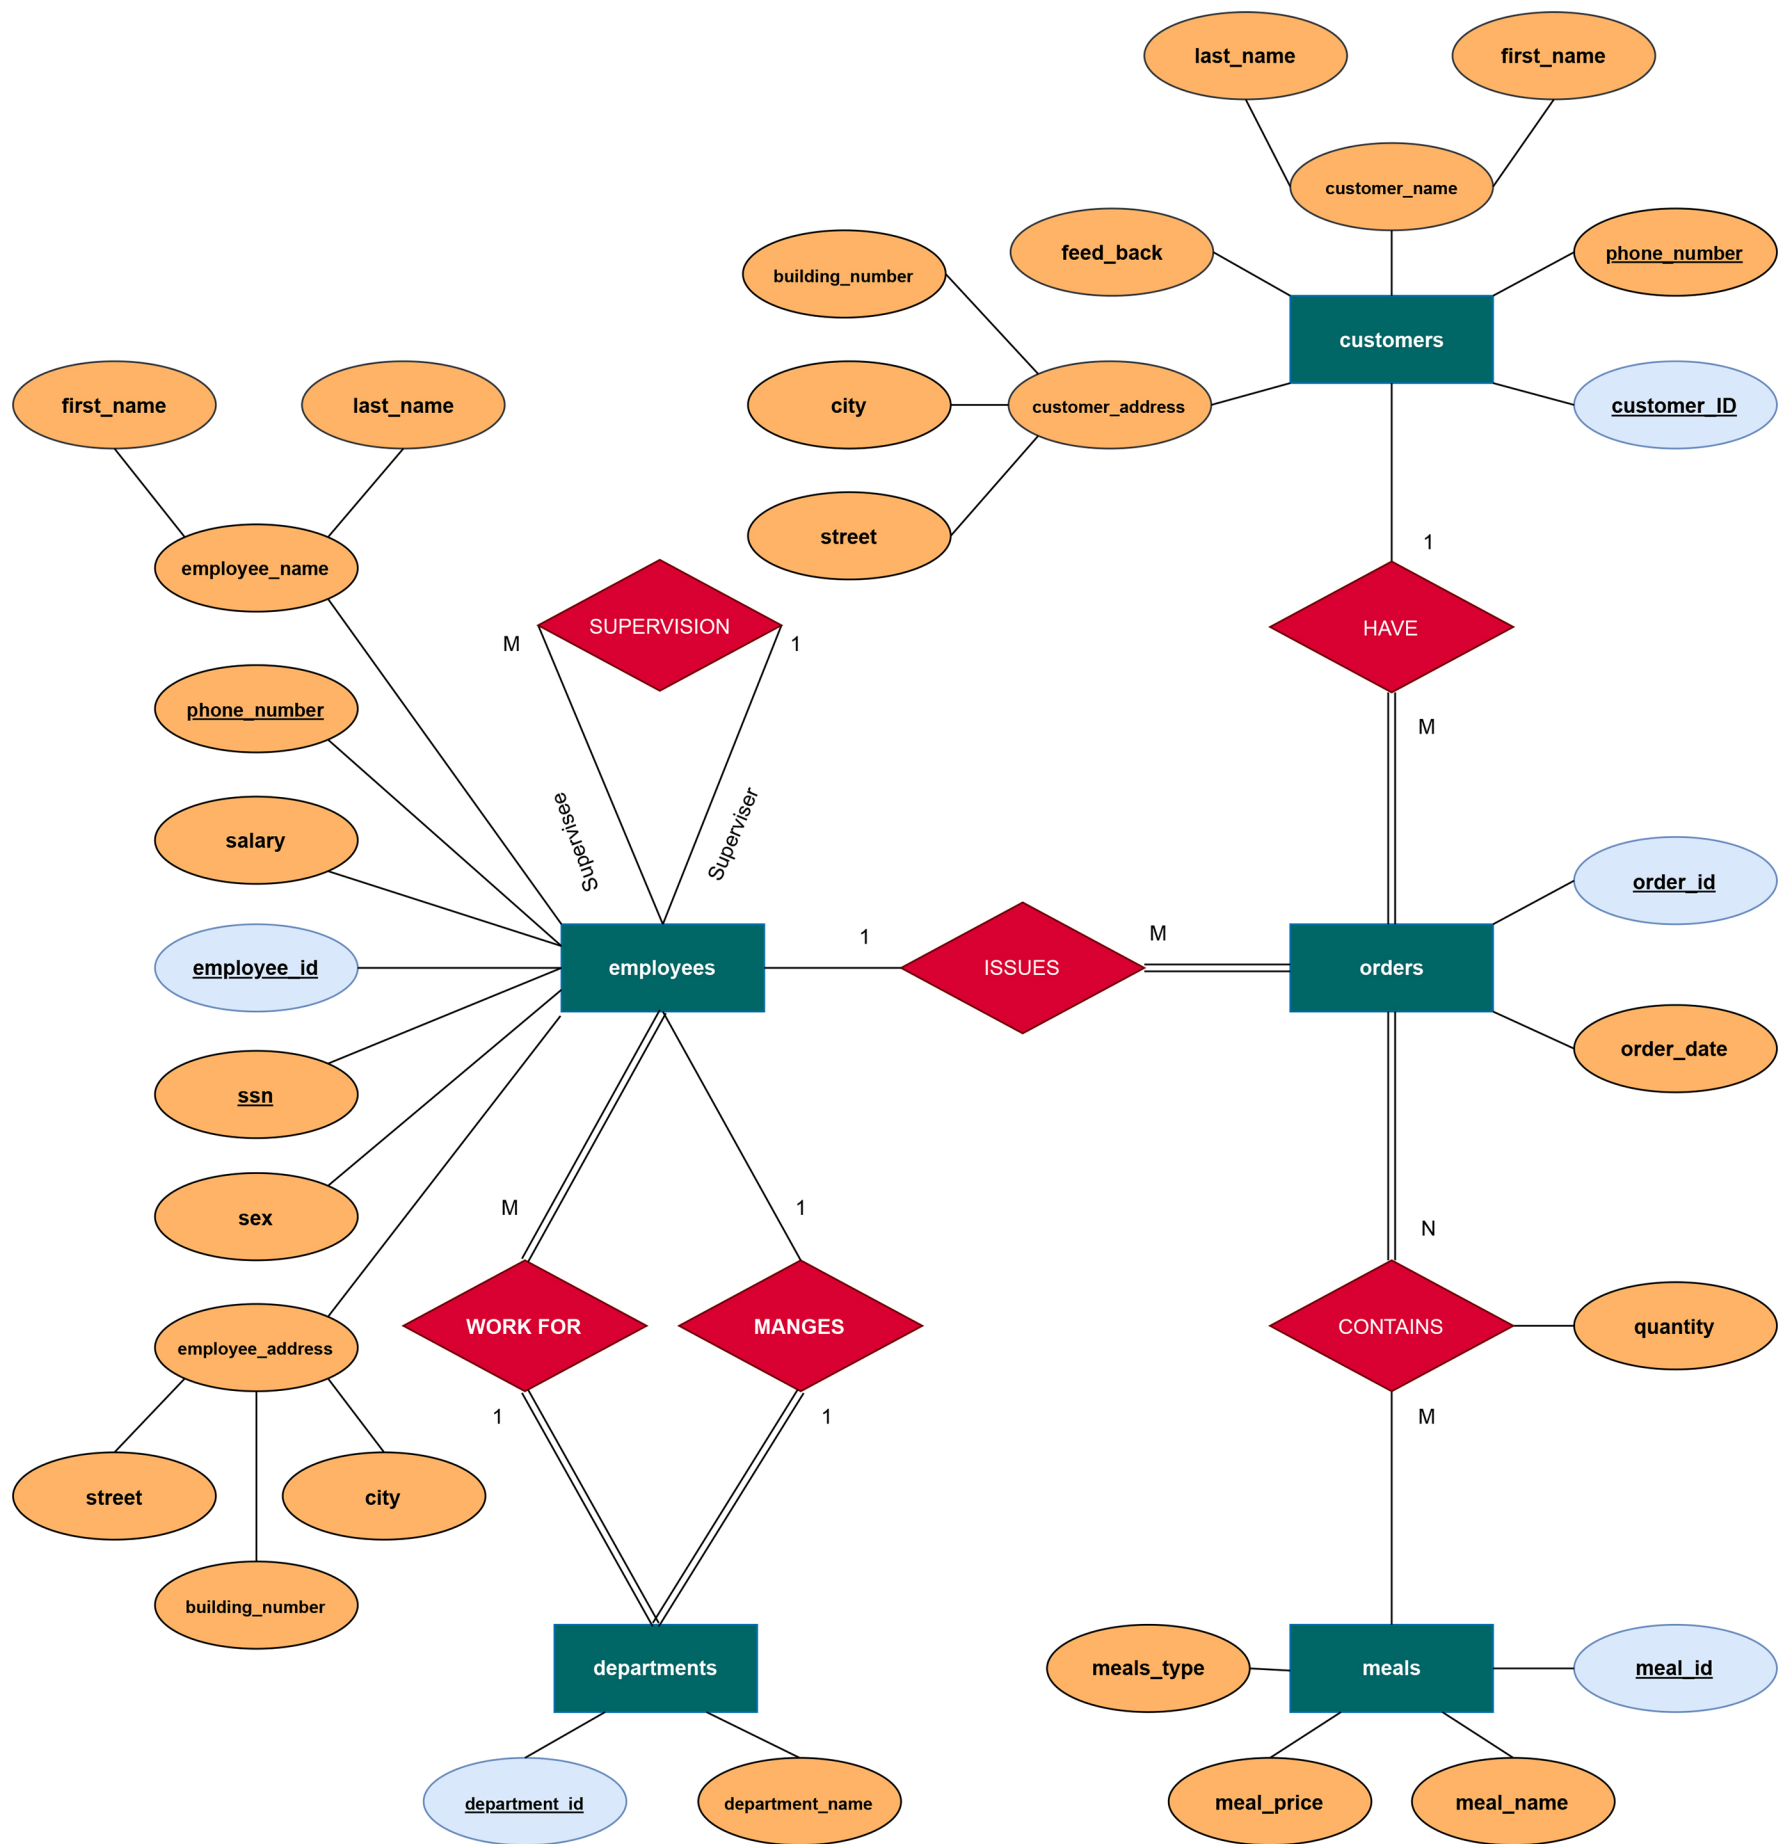 last_name
first_name
customer_name
feed_back
phone_number
building_number
customers
first_name
last_name
city
customer_address
customer_ID
street
1
employee_name
SUPERVISION
HAVE
M
1
phone_number
M
salary
Supervisee
Superviser
order_id
1
M
employee_id
employees
ISSUES
orders
order_date
ssn
M
1
sex
N
WORK FOR
MANGES
CONTAINS
quantity
employee_address
1
1
M
street
city
building_number
departments
meals_type
meals
meal_id
department_id
department_name
meal_price
meal_name